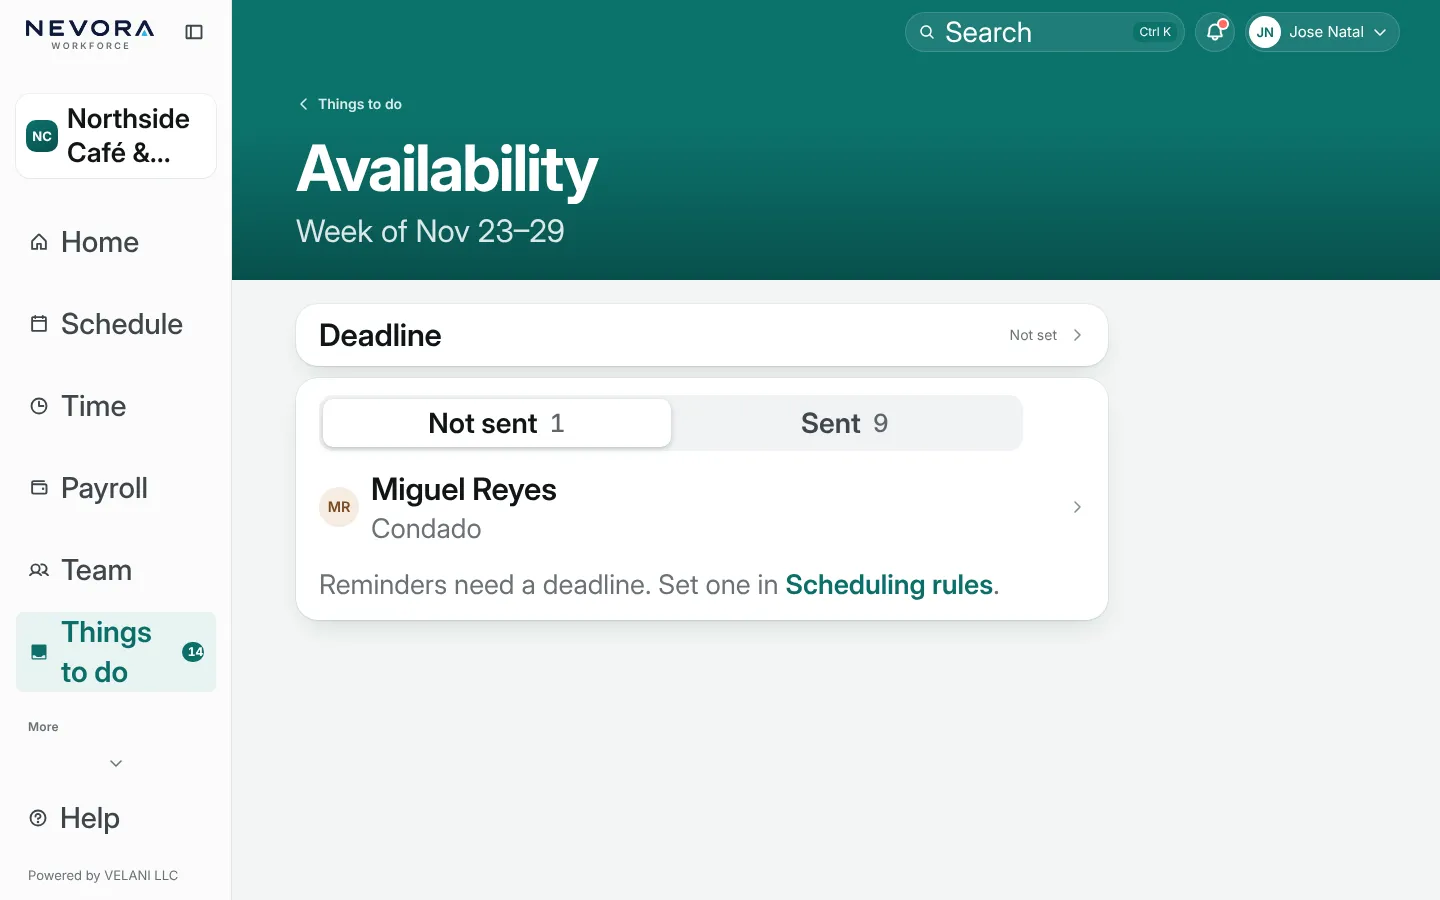 NEVORA
WORKFORCE
Search
Ctrl K
JN
Jose Natal
NC
Northside
Café &...
Home
Schedule
Time
Payroll
Team
Things
to do
14
More
Help
Powered by VELANI LLC
Things to do
Availability
Week of Nov 23–29
Deadline
Not set
Not sent 1
Sent 9
MR
Miguel Reyes
Condado
Reminders need a deadline. Set one in Scheduling rules.